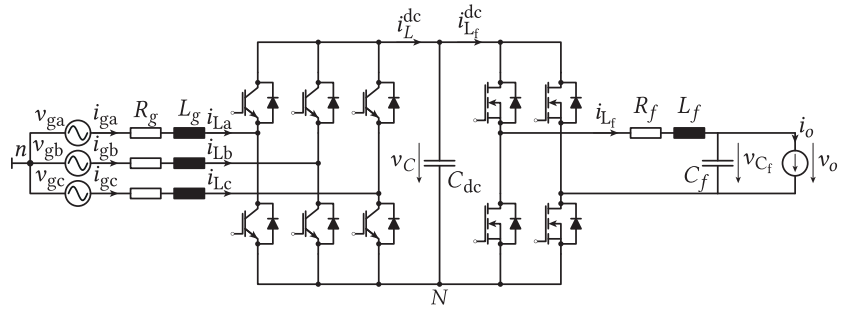 i_L^dc i_Lf^dc
v_ga i_ga R_g L_g i_La
n v_gb i_gb i_Lb
v_gc i_gc i_Lc
v_C C_dc
i_Lf R_f L_f i_o
C_f v_Cf v_o
N